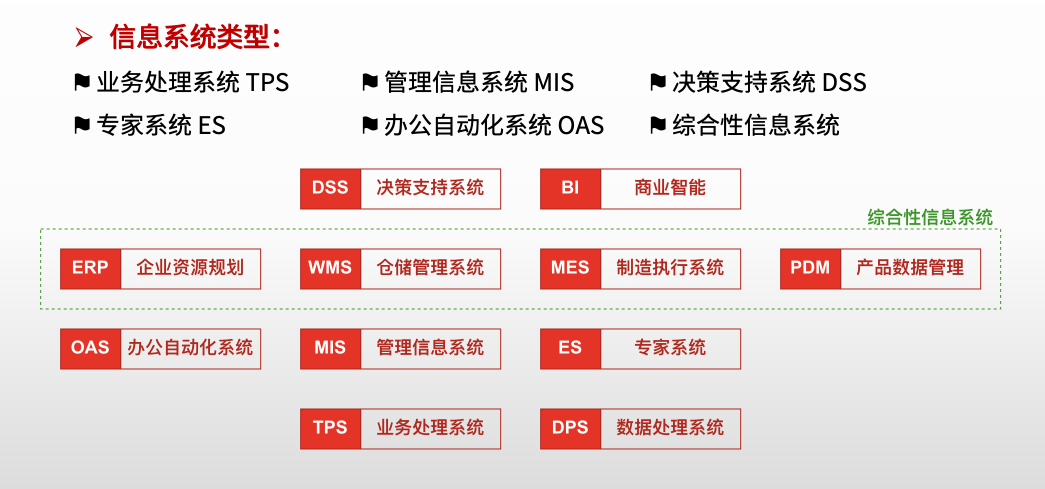 ➢ 信息系统类型：
⚑ 业务处理系统 TPS ⚑ 管理信息系统 MIS ⚑ 决策支持系统 DSS
⚑ 专家系统 ES ⚑ 办公自动化系统 OAS ⚑ 综合性信息系统
DSS 决策支持系统 BI 商业智能
综合性信息系统
ERP 企业资源规划 WMS 仓储管理系统 MES 制造执行系统 PDM 产品数据管理
OAS 办公自动化系统 MIS 管理信息系统 ES 专家系统
TPS 业务处理系统 DPS 数据处理系统